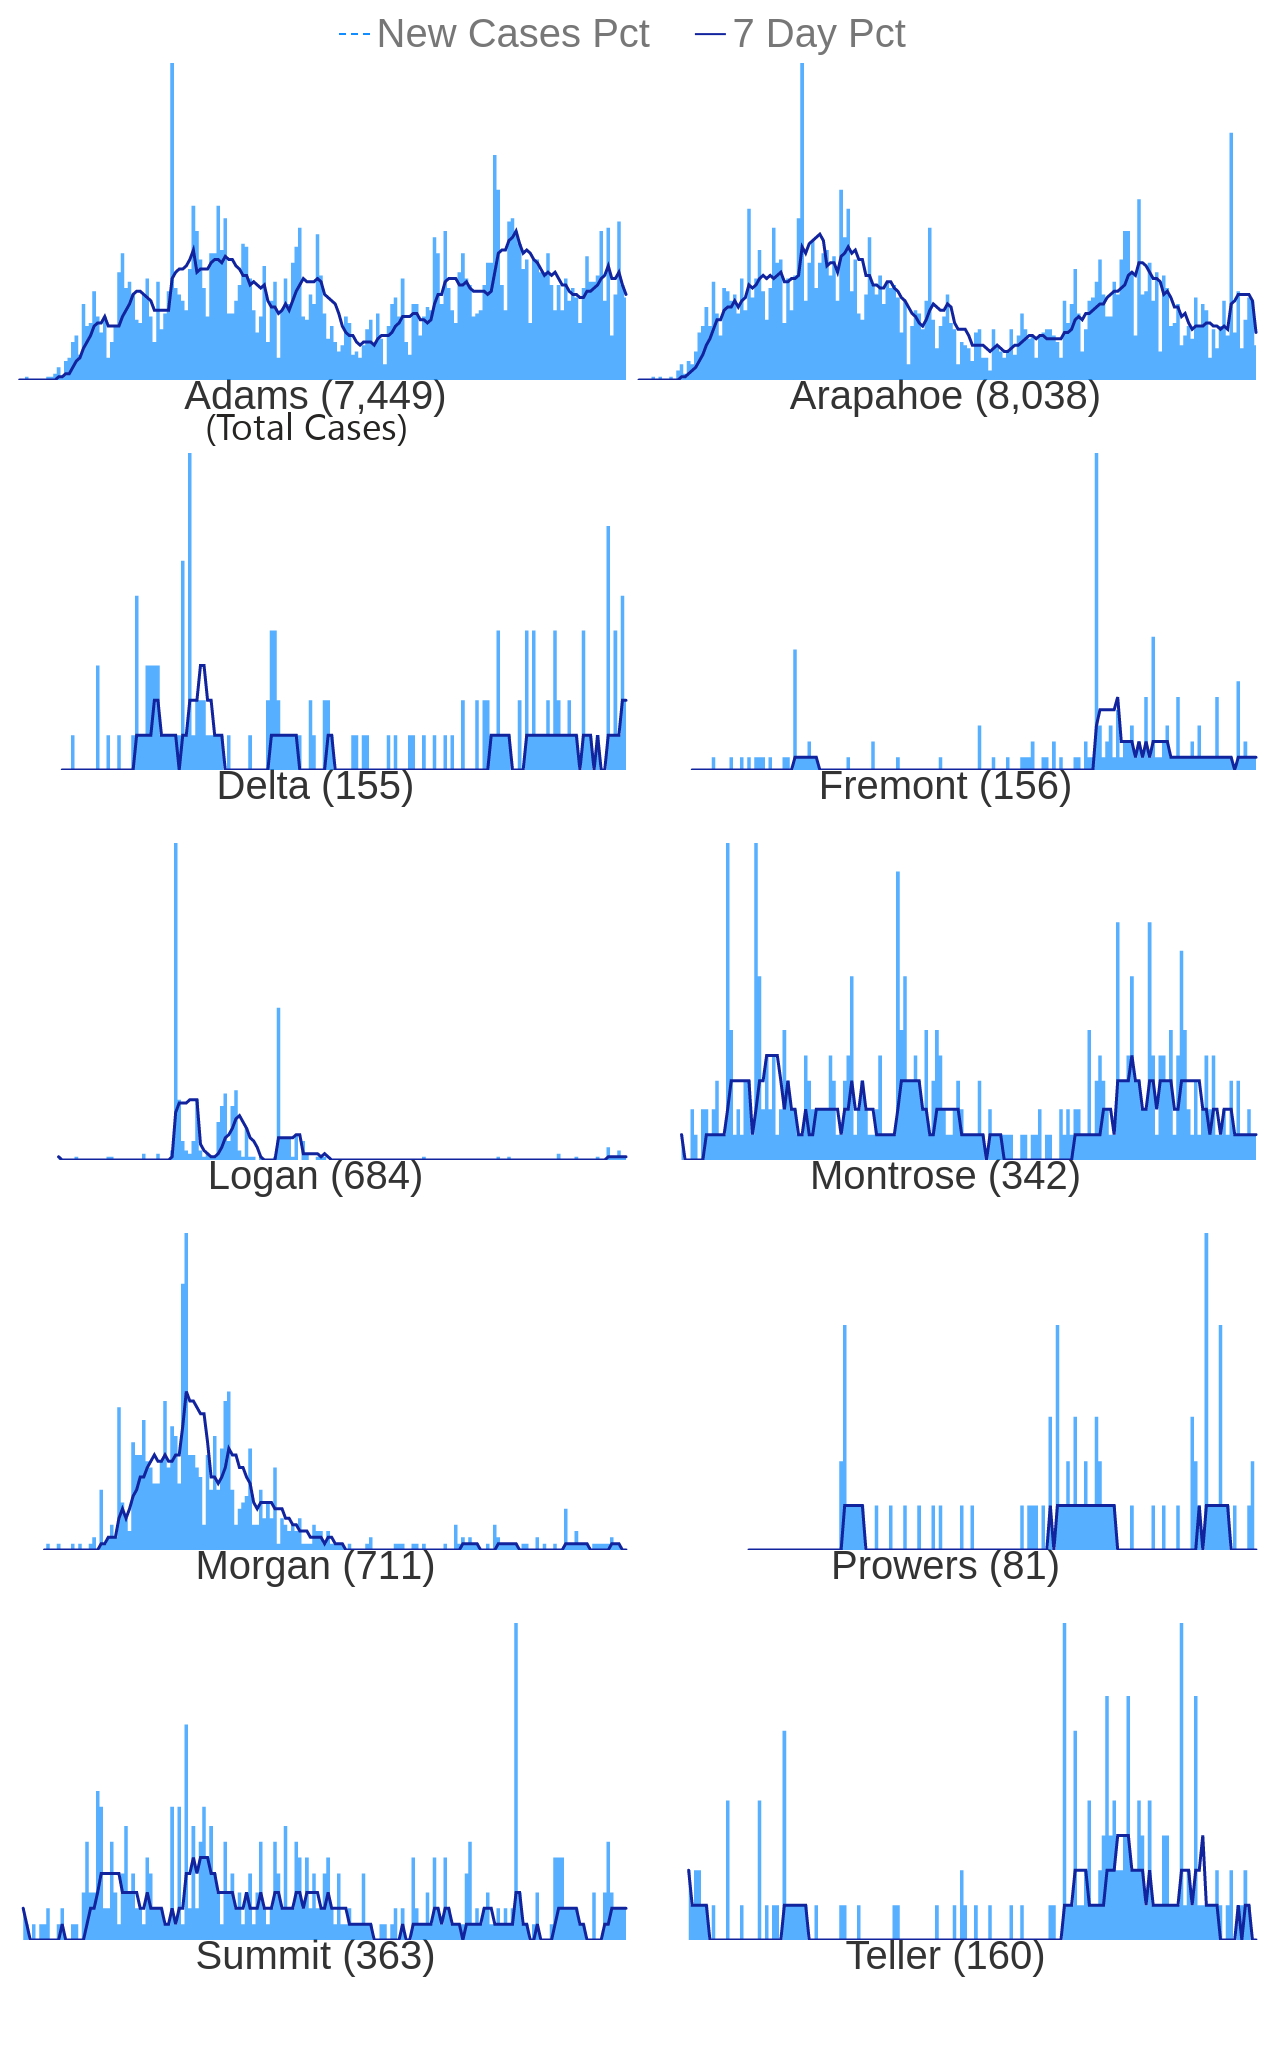 New Cases Pct 7 Day Pct
Adams (7,449) Arapahoe (8,038)
(Total Cases)
Delta (155) Fremont (156)
Logan (684) Montrose (342)
Morgan (711) Prowers (81)
Summit (363) Teller (160)